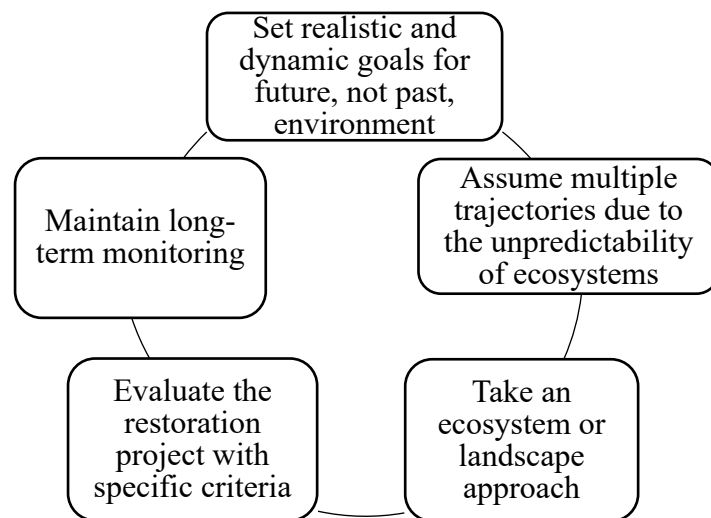 Set realistic and
dynamic goals for
future, not past,
environment
Assume multiple
trajectories due to
the unpredictability
of ecosystems
Take an
ecosystem or
landscape
approach
Evaluate the
restoration
project with
specific criteria
Maintain long-
term monitoring